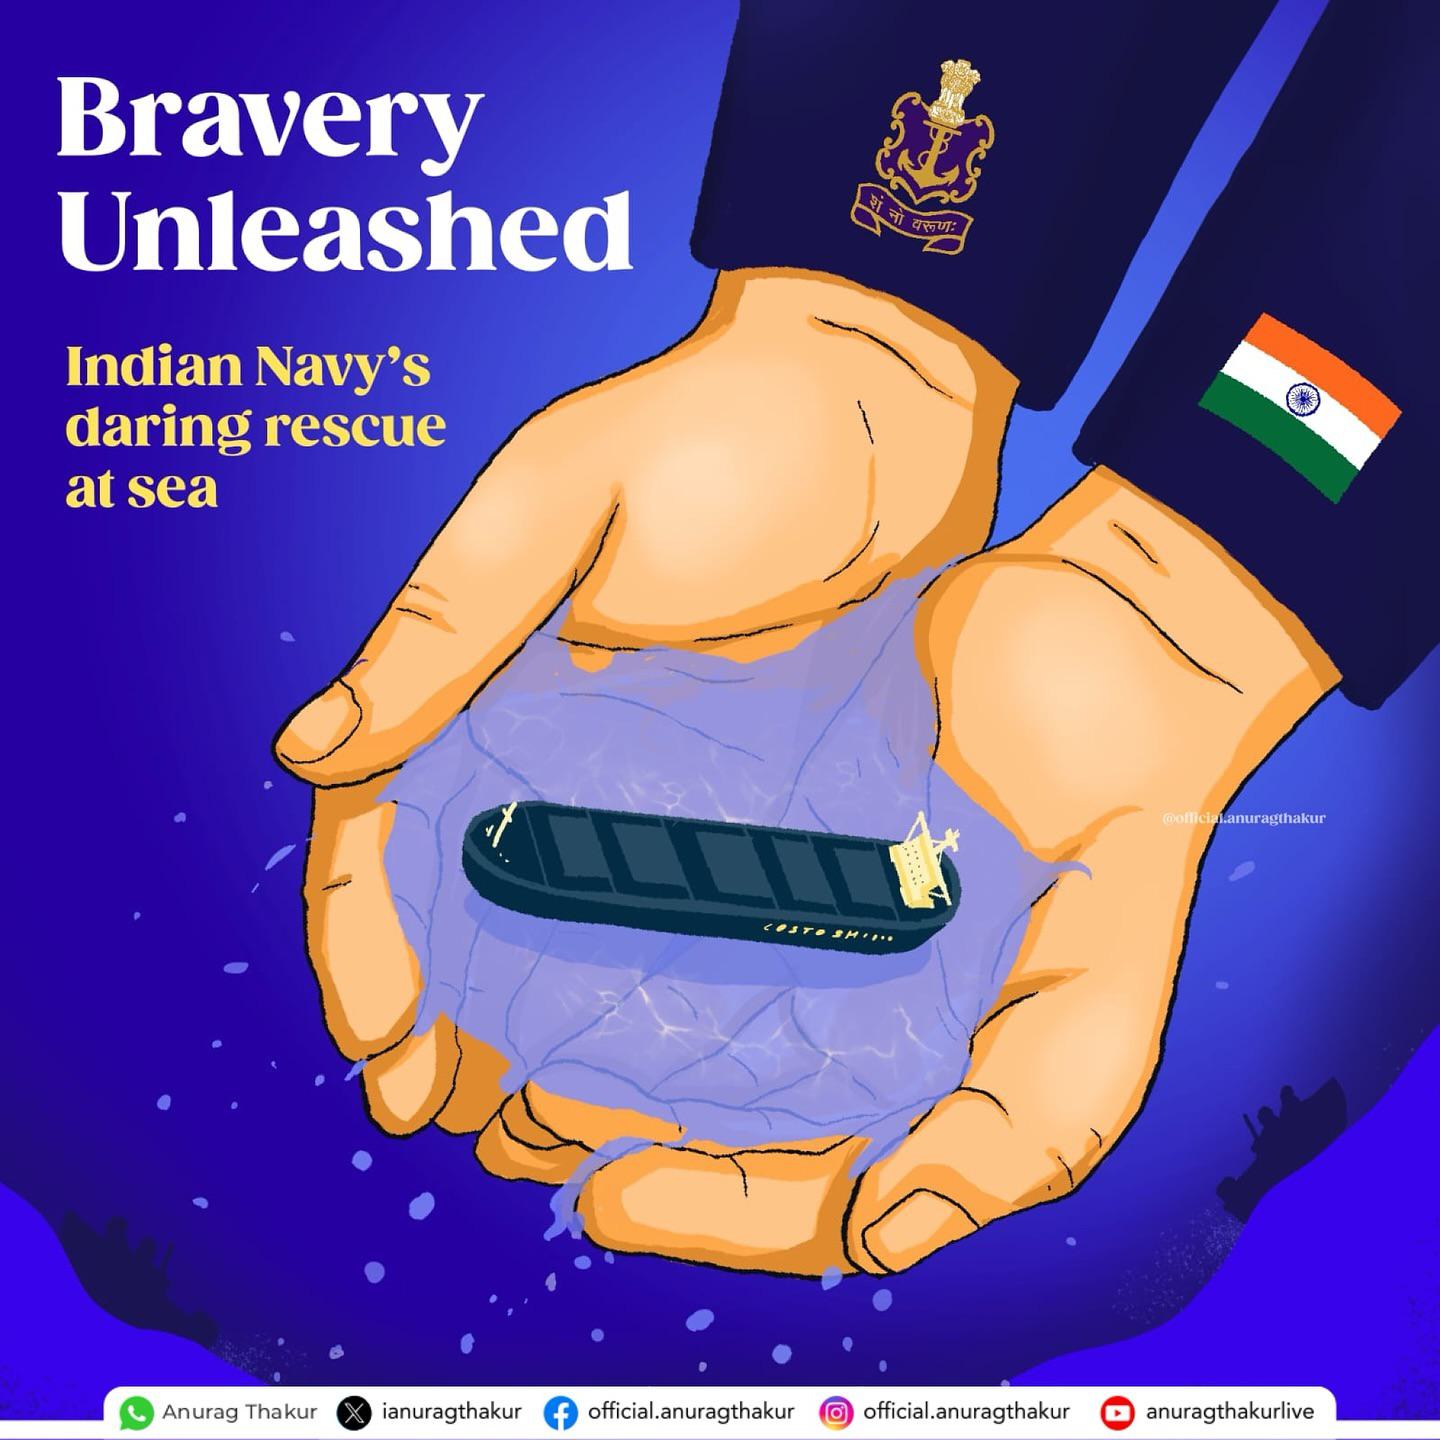 Bravery
Unleashed
Indian Navy's
daring rescue
at sea
शं नो वरूणः
@official.anuragthakur
Anurag Thakur
ianuragthakur
official.anuragthakur
official.anuragthakur
anuragthakurlive